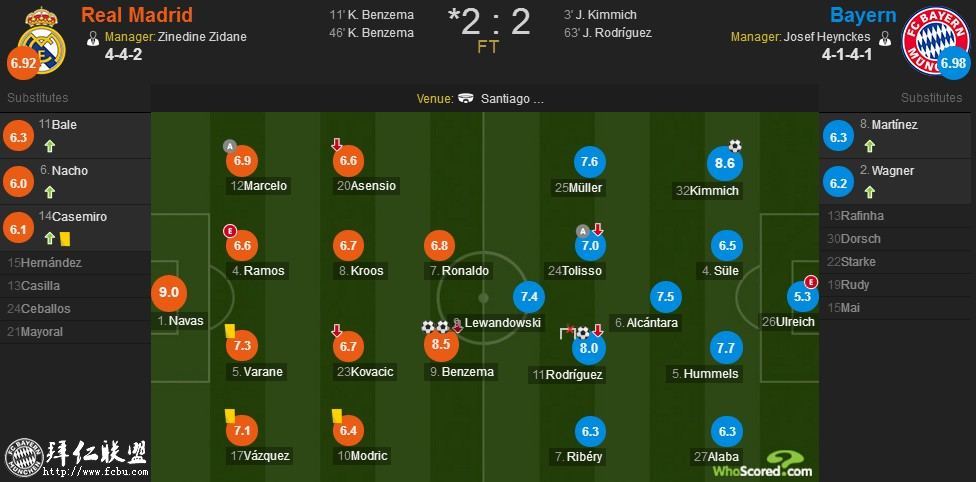 Real Madrid
Manager: Zinedine Zidane
4-4-2
6.92
11' K. Benzema
46' K. Benzema
*2 : 2
FT
3' J. Kimmich
63' J. Rodríguez
Bayern
Manager: Josef Heynckes
4-1-4-1
FC BAYERN
6.98
Substitutes
Venue: Santiago ...
Substitutes
6.3
11 Bale
6.0
6. Nacho
6.1
14 Casemiro
15 Hernández
13 Casilla
24 Ceballos
21 Mayoral
A
6.9
12 Marcelo
6.6
20 Asensio
E
6.6
4. Ramos
6.7
8. Kroos
6.8
7. Ronaldo
9.0
1. Navas
7.3
5. Varane
6.7
23 Kovacic
8.5
9. Benzema
7.1
17 Vázquez
6.4
10 Modric
7.6
25 Müller
8.6
32 Kimmich
A
7.0
24 Tolisso
6.5
4. Süle
7.4
9. Lewandowski
7.5
6. Alcántara
E
5.3
26 Ulreich
8.0
11 Rodríguez
7.7
5. Hummels
6.3
7. Ribéry
6.3
27 Alaba
6.3
8. Martínez
6.2
2. Wagner
13 Rafinha
30 Dorsch
22 Starke
19 Rudy
15 Mai
拜仁联盟
http://www.fcbu.com/
WhoScored.com